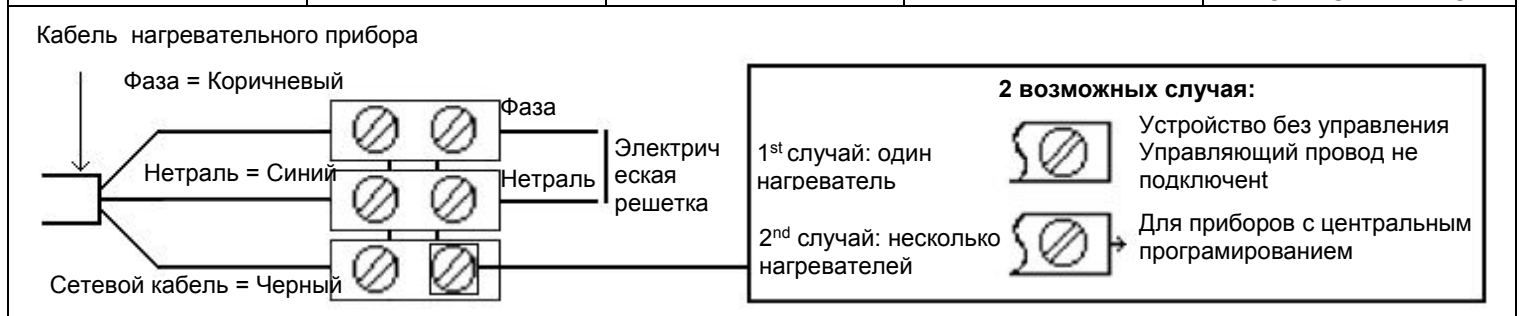 Кабель нагревательного прибора
Фаза = Коричневый
Фаза
Нетраль = Синий
Нетраль
Электрич
еская
решетка
Сетевой кабель = Черный
2 возможных случая:
1st случай: один
нагреватель
Устройство без управления
Управляющий провод не
подключенt
2nd случай: несколько
нагревателей
Для приборов с центральным
програмированием